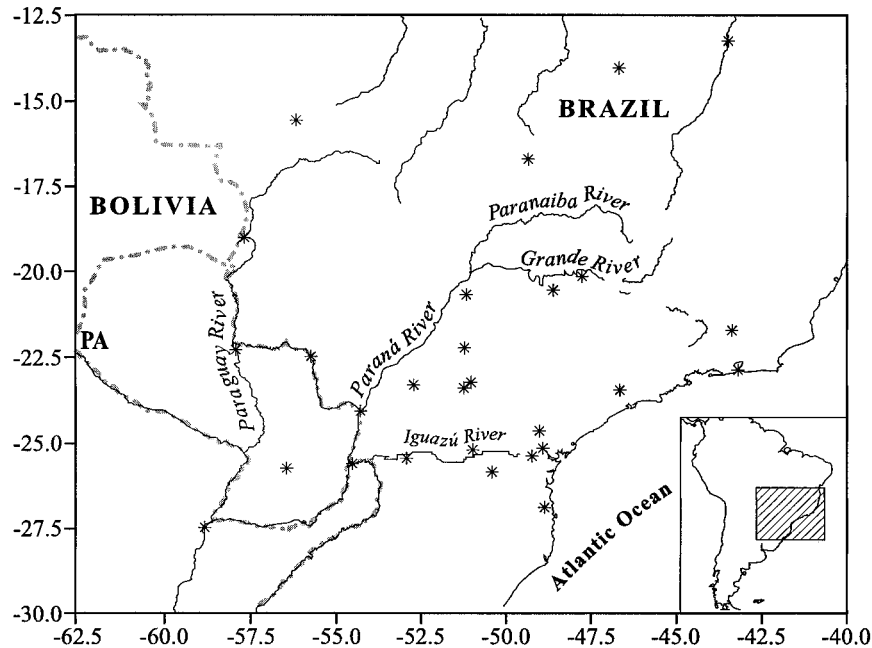 -12.5
-15.0
BRAZIL
-17.5
Paranaiba River
BOLIVIA
-20.0
Grande River
PA
Paraguay River
Paraná River
-22.5
-25.0
Iguazú River
-27.5
Atlantic Ocean
-30.0
-62.5 -60.0 -57.5 -55.0 -52.5 -50.0 -47.5 -45.0 -42.5 -40.0